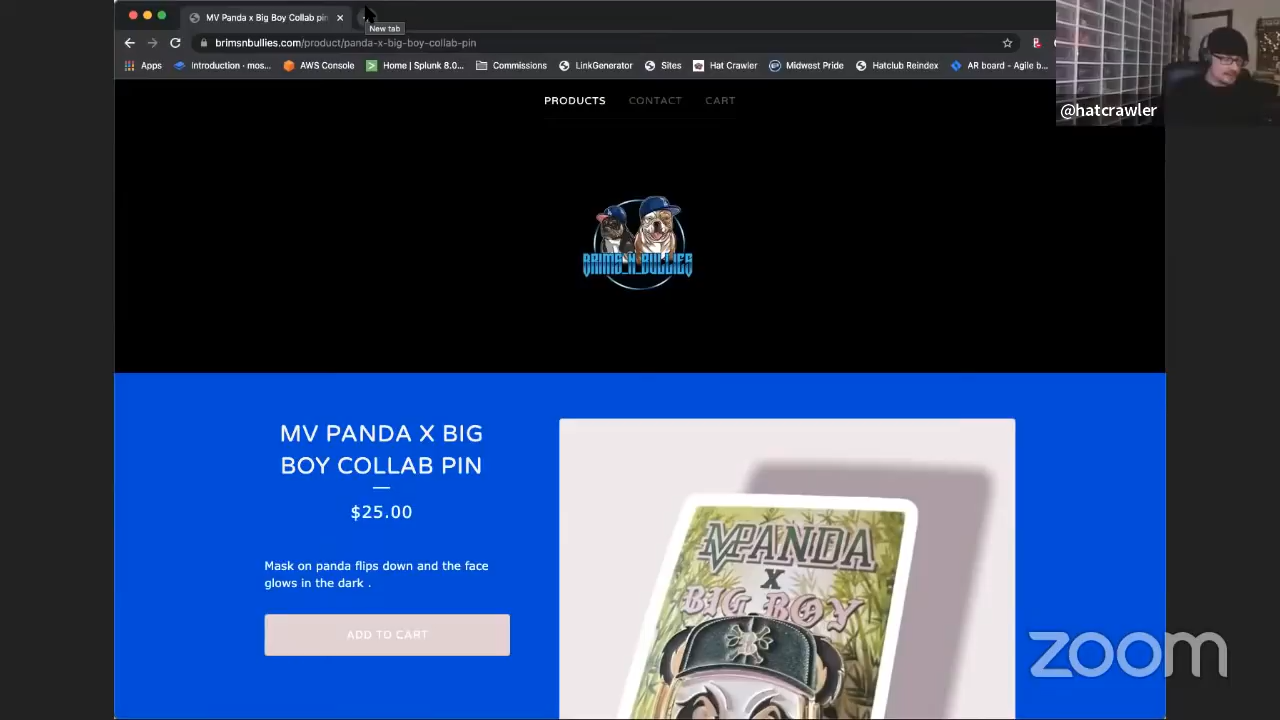 MV Panda x Big Boy Collab pin
New tab
brimsnbullies.com/product/panda-x-big-boy-collab-pin
Apps
Introduction · mos...
AWS Console
Home | Splunk 8.0...
Commissions
LinkGenerator
Sites
Hat Crawler
Midwest Pride
Hatclub Reindex
AR board - Agile b...
@hatcrawler
PRODUCTS
CONTACT
CART
BRIMS_N_BULLIES
MV PANDA X BIG
BOY COLLAB PIN
$25.00
Mask on panda flips down and the face
glows in the dark .
ADD TO CART
MVPANDA
X
BIG BOY
zoom